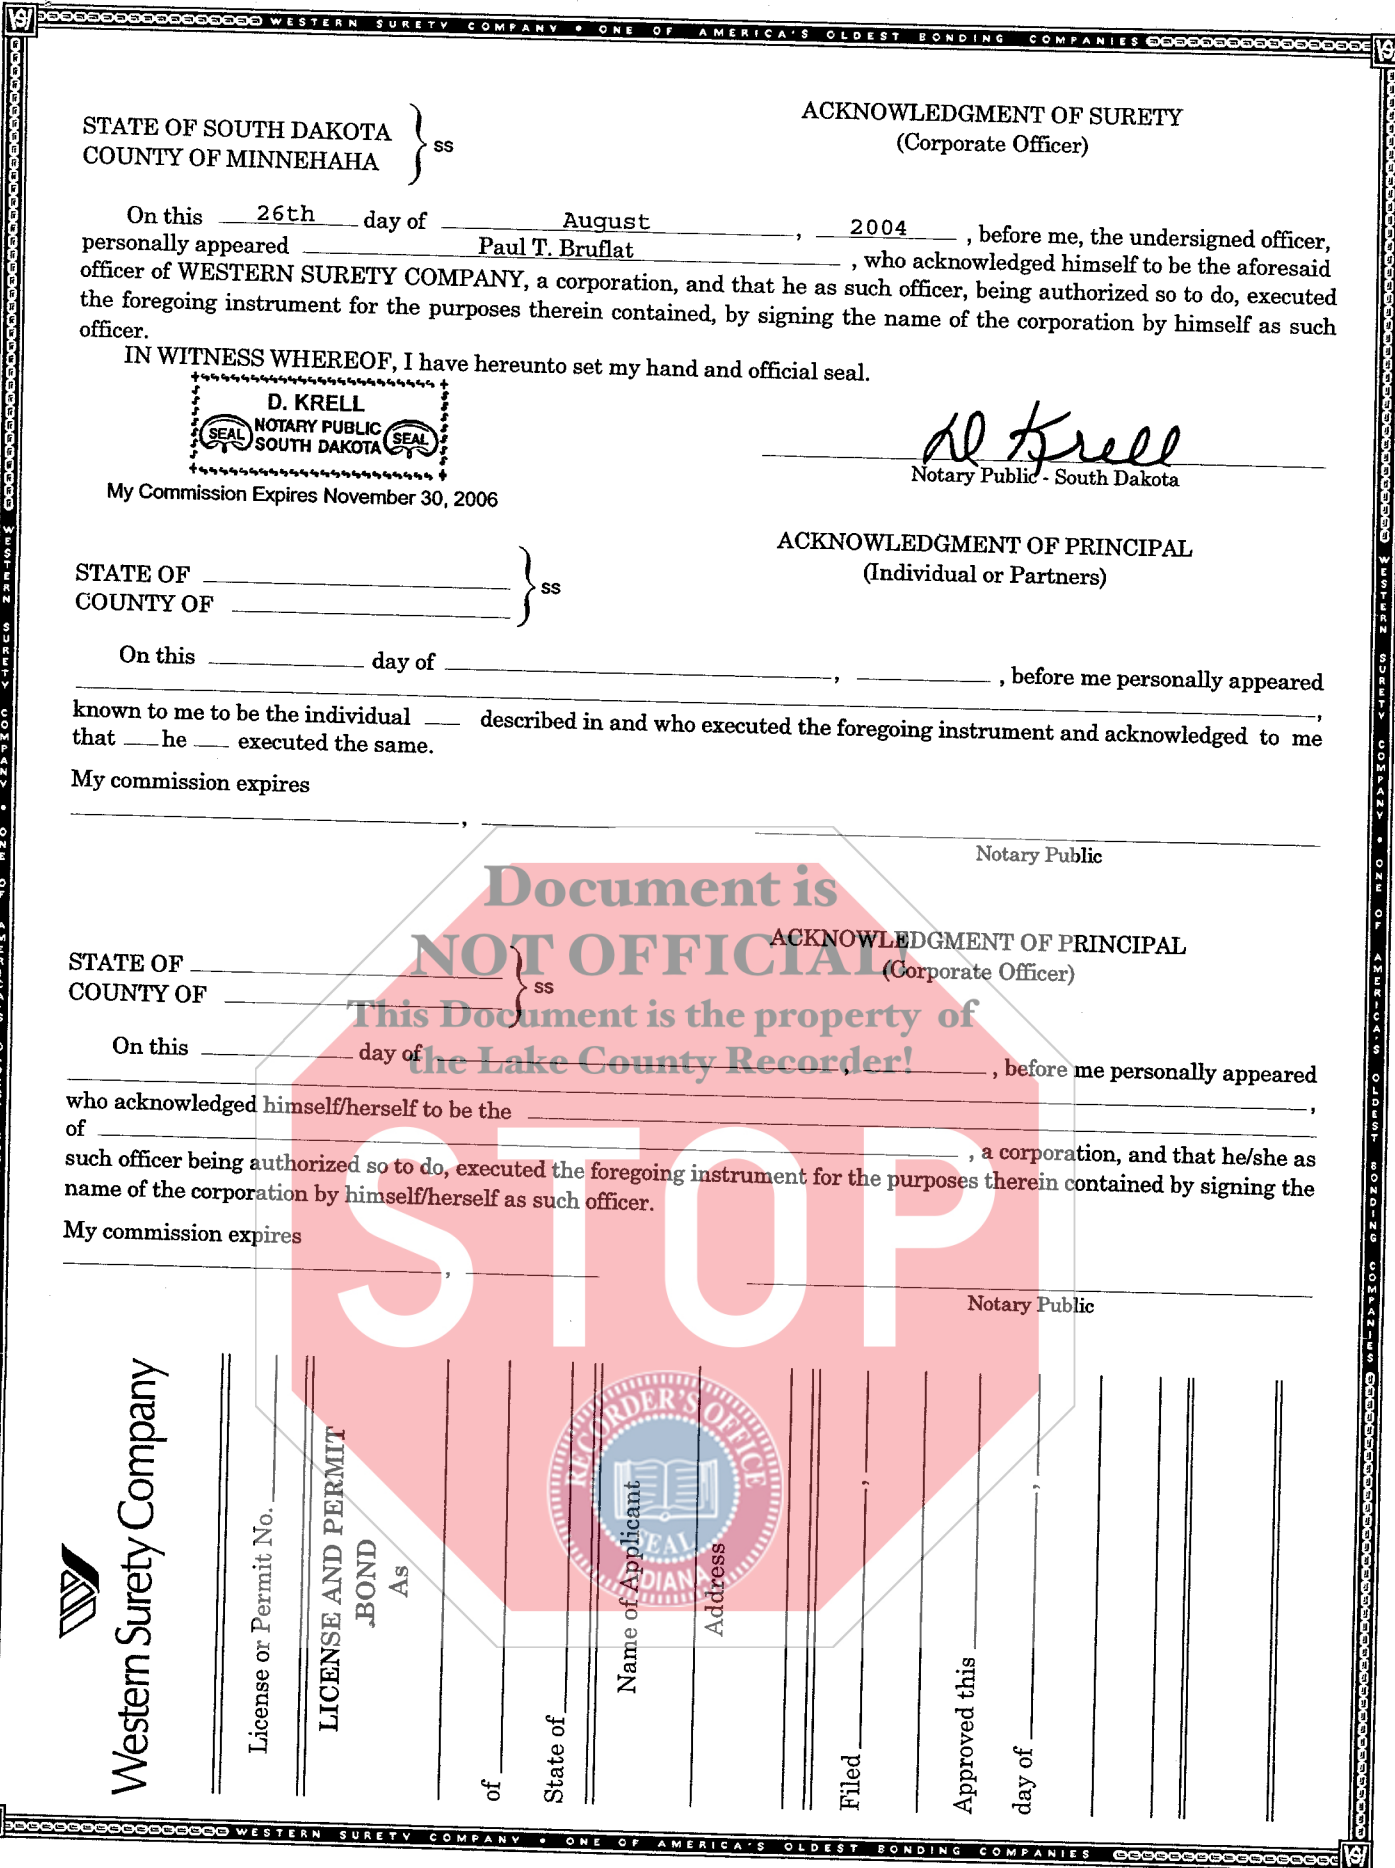 WESTERN SURETY COMPANY • ONE OF AMERICA'S OLDEST BONDING COMPANIES
STATE OF SOUTH DAKOTA
COUNTY OF MINNEHAHA
ss
ACKNOWLEDGMENT OF SURETY
(Corporate Officer)
On this 26th day of August, 2004, before me, the undersigned officer,
personally appeared Paul T. Bruflat, who acknowledged himself to be the aforesaid
officer of WESTERN SURETY COMPANY, a corporation, and that he as such officer, being authorized so to do, executed
the foregoing instrument for the purposes therein contained, by signing the name of the corporation by himself as such
officer.
IN WITNESS WHEREOF, I have hereunto set my hand and official seal.
D. KRELL
SEAL NOTARY PUBLIC SEAL
SOUTH DAKOTA
My Commission Expires November 30, 2006
D Krell
Notary Public - South Dakota
ACKNOWLEDGMENT OF PRINCIPAL
(Individual or Partners)
STATE OF
COUNTY OF
ss
On this day of , , before me personally appeared
,
known to me to be the individual described in and who executed the foregoing instrument and acknowledged to me
that he executed the same.
My commission expires
,
Notary Public
Document is
NOT OFFICIAL!
This Document is the property of
the Lake County Recorder!
ACKNOWLEDGMENT OF PRINCIPAL
(Corporate Officer)
STATE OF
COUNTY OF
ss
On this day of , , before me personally appeared
,
who acknowledged himself/herself to be the
of , a corporation, and that he/she as
such officer being authorized so to do, executed the foregoing instrument for the purposes therein contained by signing the
name of the corporation by himself/herself as such officer.
STOP
My commission expires
,
Notary Public
Western Surety Company
License or Permit No.
LICENSE AND PERMIT
BOND
As
of
State of
Name of Applicant
Address
Filed ,
Approved this
day of ,
RECORDER'S OFFICE
SEAL
INDIANA
WESTERN SURETY COMPANY • ONE OF AMERICA'S OLDEST BONDING COMPANIES
WESTERN SURETY COMPANY • ONE OF AMERICA'S OLDEST BONDING COMPANIES